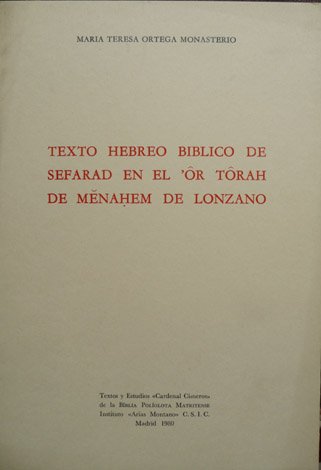 MARIA TERESA ORTEGA MONASTERIO
TEXTO HEBREO BIBLICO DE
SEFARAD EN EL 'ÔR TÔRAH
DE MĔNAḤEM DE LONZANO
Textos y Estudios «Cardenal Cisneros»
de la BIBLIA POLÍGLOTA MATRITENSE
Instituto «Arias Montano» C. S. I. C.
Madrid 1980